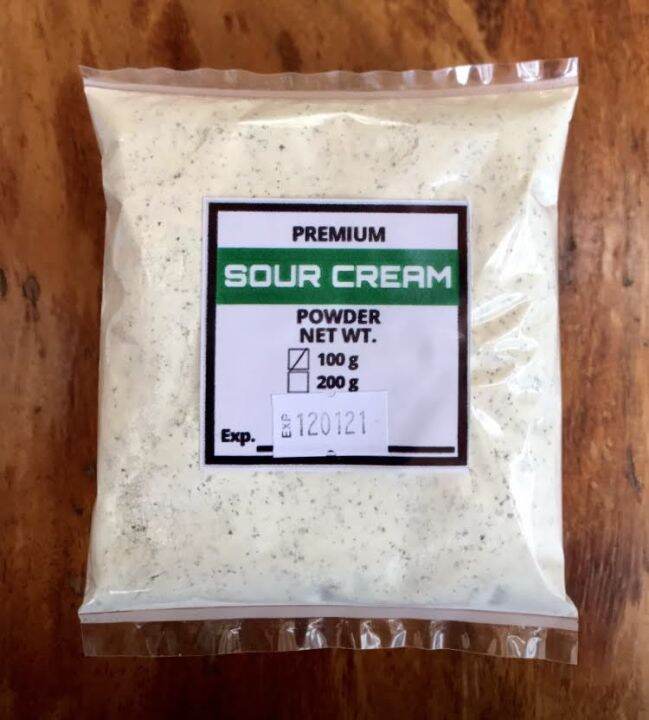 PREMIUM
SOUR CREAM
POWDER
NET WT.
100 g
200 g
EXP 120121
Exp.